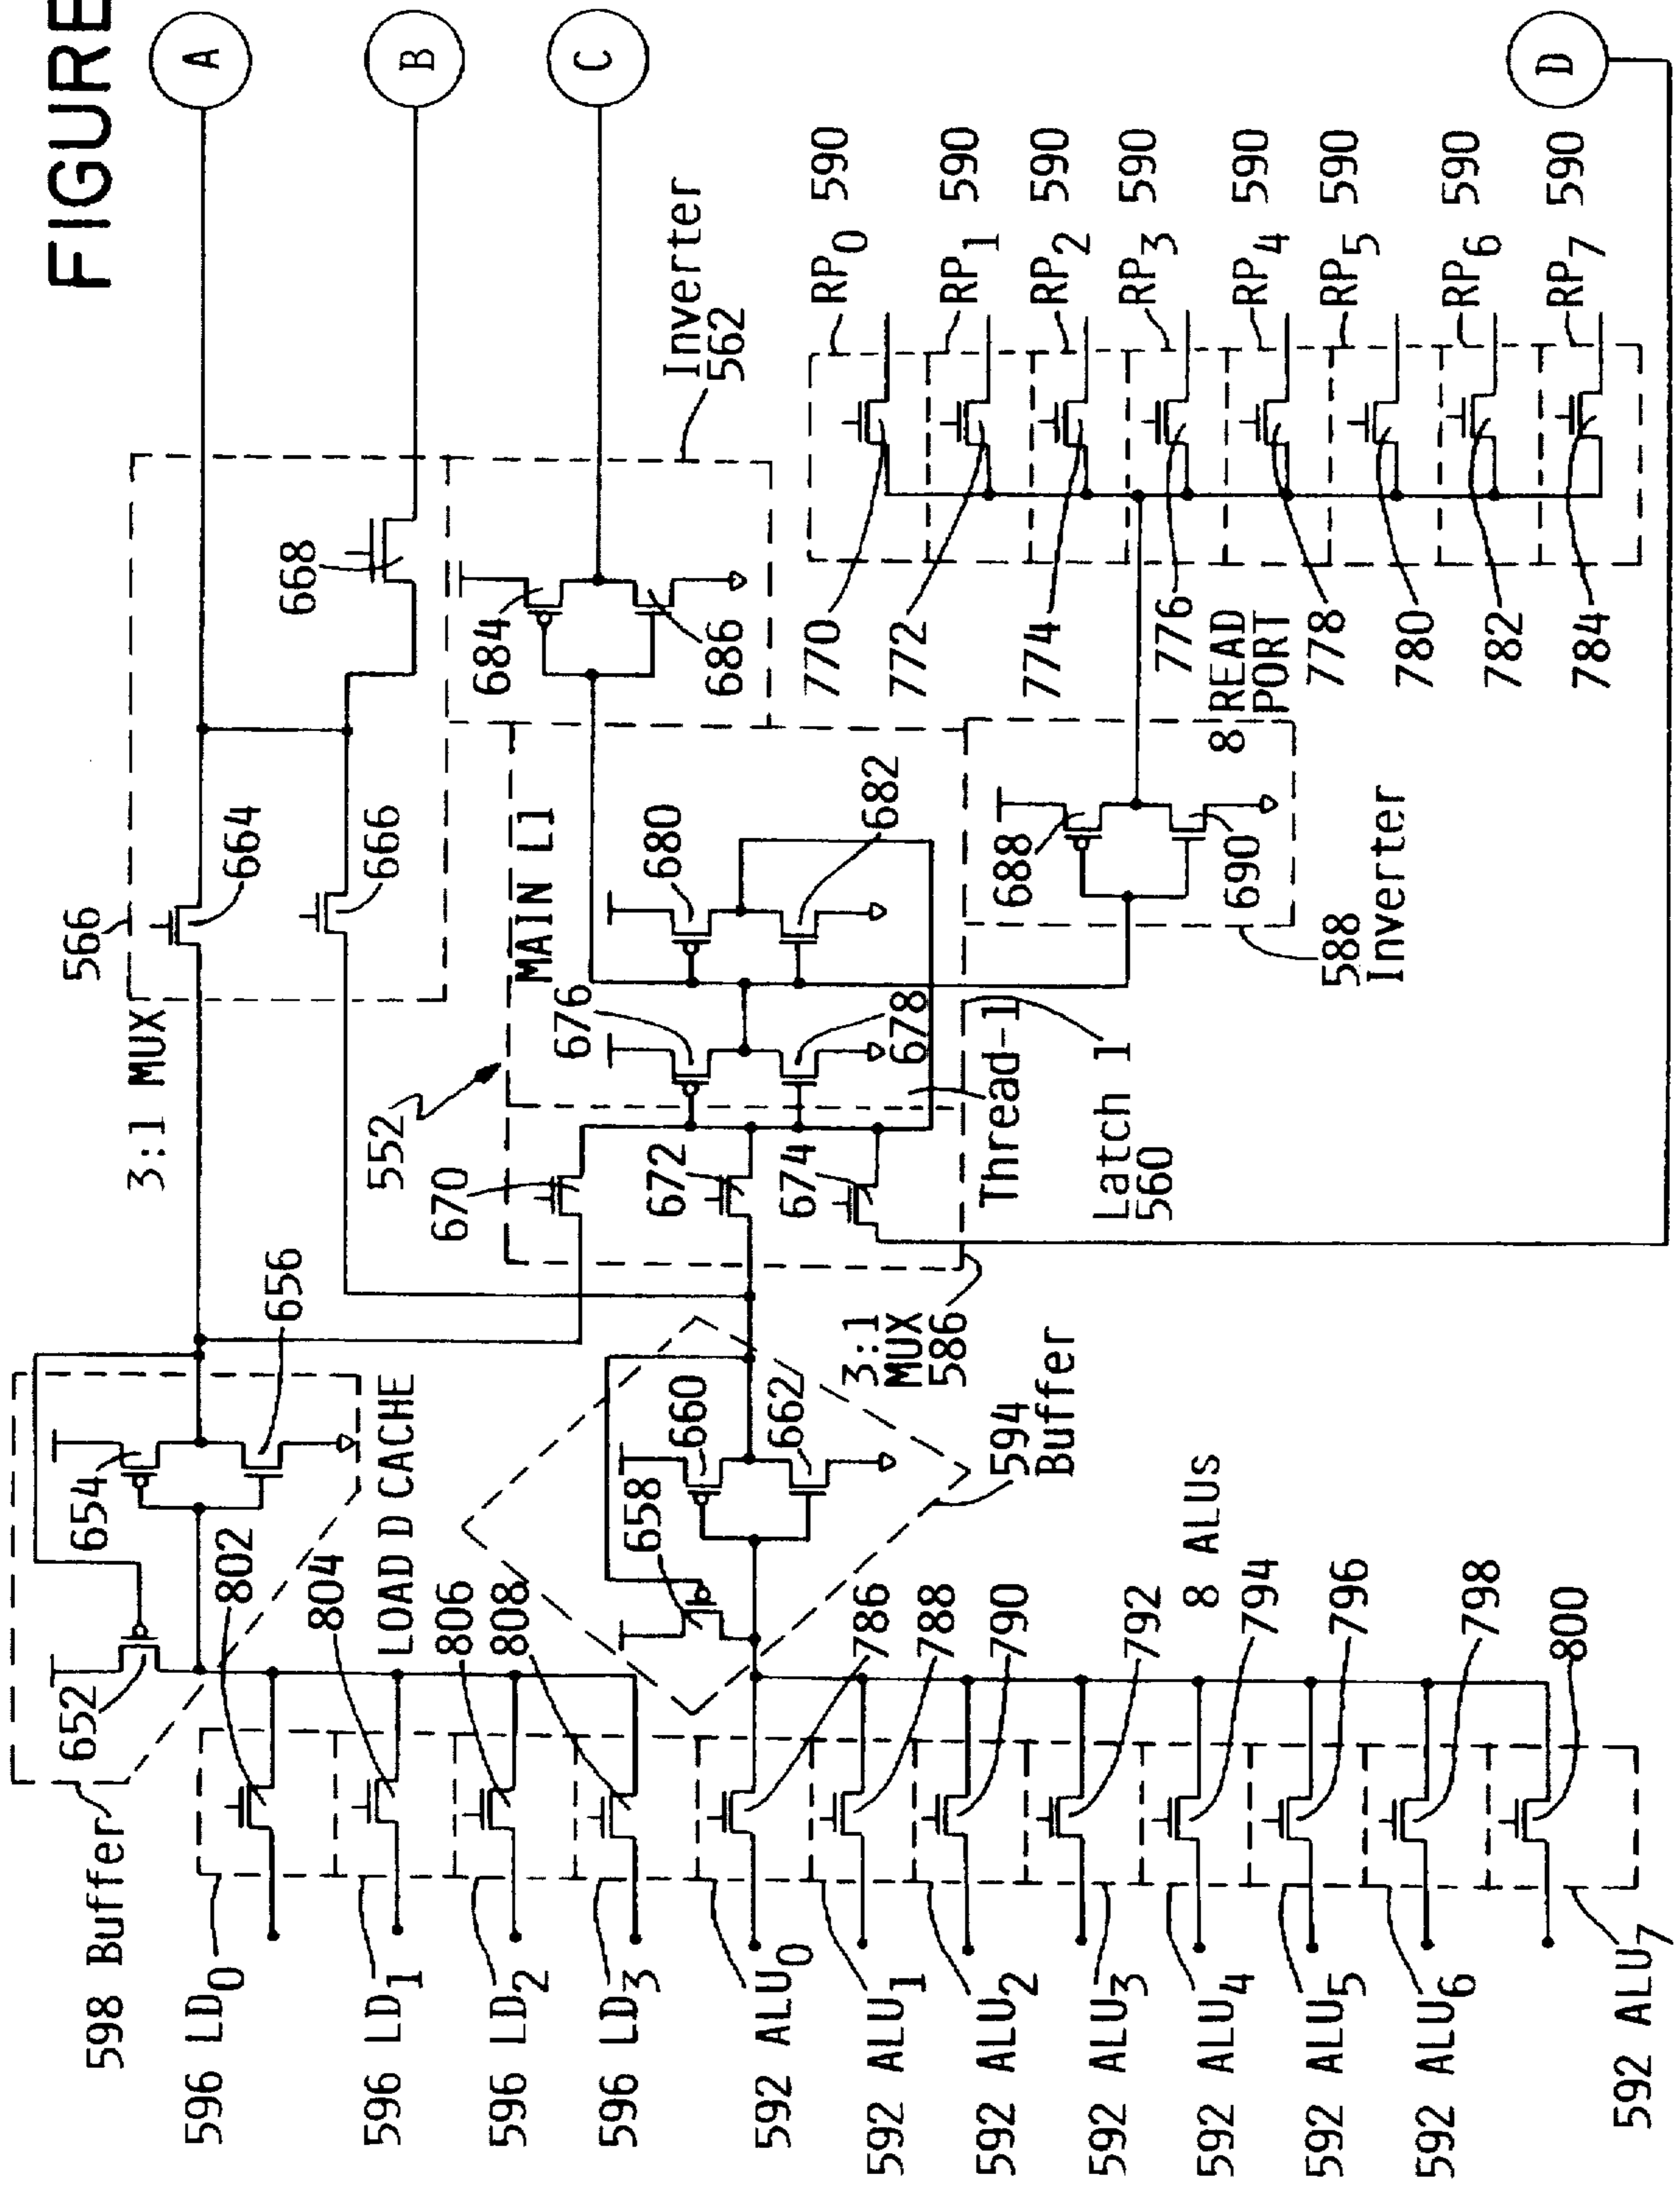 FIGURE
A
B
C
D
566
3:1 MUX
664
666
668
552
MAIN L1
Inverter
562
684
686
670
672
674
676
678
680
682
Thread-1
Latch 1
560
3:1
MUX
586
688
690
588
Inverter
8 READ
PORT
RP0 590
RP1 590
RP2 590
RP3 590
RP4 590
RP5 590
RP6 590
RP7 590
770
772
774
776
778
780
782
784
598 Buffer
652
654
656
LOAD D CACHE
802
804
806
808
658
660
662
594
Buffer
8 ALUs
786
788
790
792
794
796
798
800
596 LD0
596 LD1
596 LD2
596 LD3
592 ALU0
592 ALU1
592 ALU2
592 ALU3
592 ALU4
592 ALU5
592 ALU6
592 ALU7